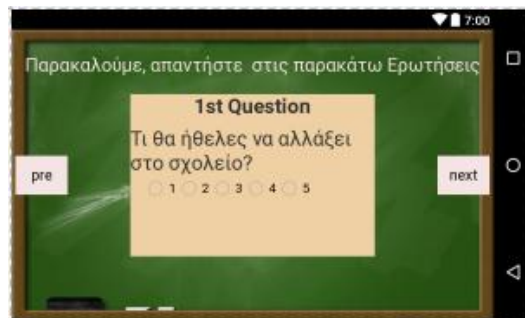 7:00
Παρακαλούμε, απαντήστε στις παρακάτω Ερωτήσεις
1st Question
Τι θα ήθελες να αλλάξει
στο σχολείο?
1 2 3 4 5
pre
next